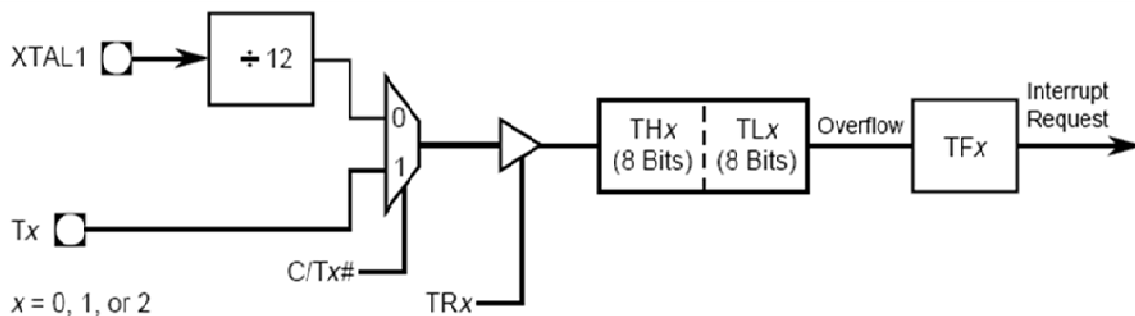 XTAL1
÷ 12
0
1
Tx
C/Tx#
TRx
x = 0, 1, or 2
THx
(8 Bits)
TLx
(8 Bits)
Overflow
TFx
Interrupt
Request